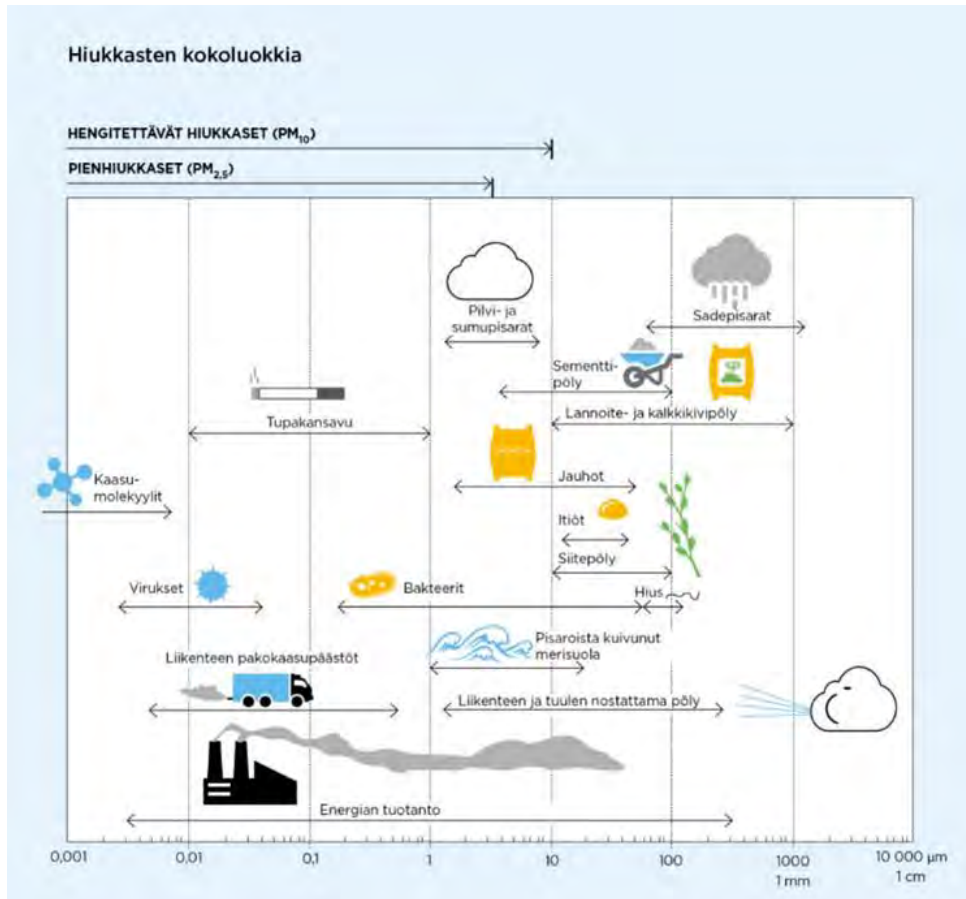 Hiukkasten kokoluokkia
HENGITETTÄVÄT HIUKKASET (PM10)
PIENHIUKKASET (PM2,5)
Pilvi- ja
sumupisarat
Sadepisarat
Sementti-
pöly
Lannoite- ja kalkkikivipöly
Tupakansavu
Jauhot
Kaasu-
molekyylit
Itiöt
Siitepöly
Virukset
Bakteerit
Hius
Pisaroista kuivunut
merisuola
Liikenteen pakokaasupäästöt
Liikenteen ja tuulen nostattama pöly
Energian tuotanto
0,001 0,01 0,1 1 10 100 1000 10 000 µm
1 mm 1 cm